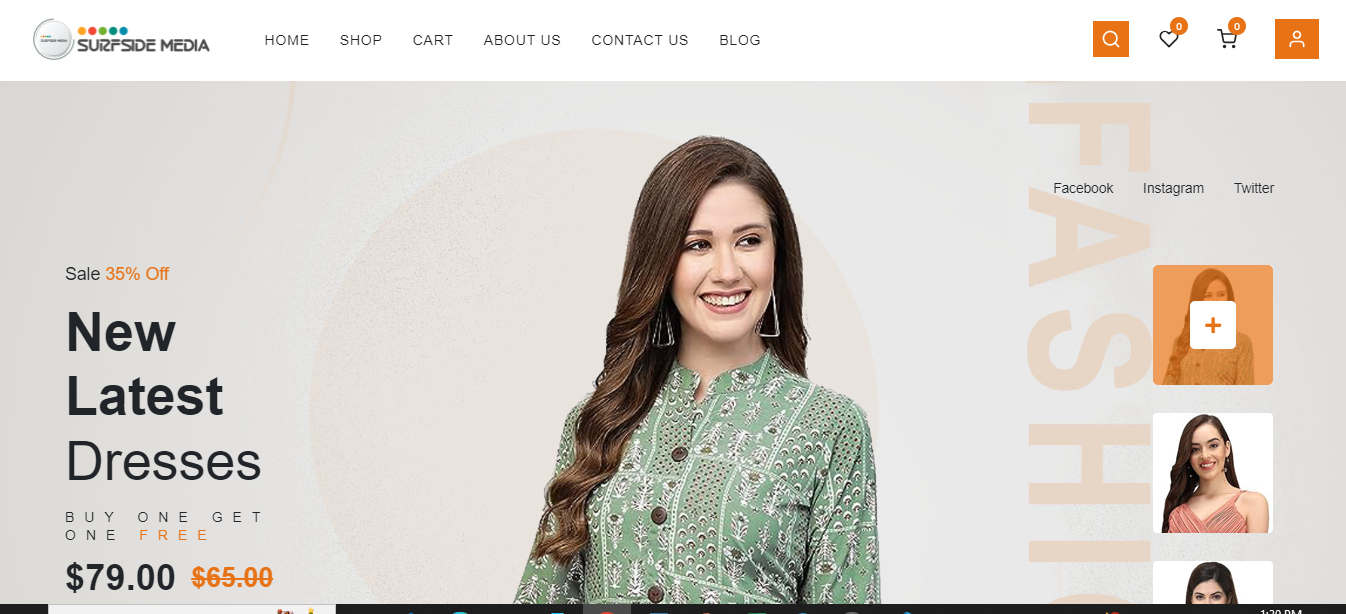 SURFSIDE MEDIA
HOME SHOP CART ABOUT US CONTACT US BLOG
0 0
FASHIO
Facebook Instagram Twitter
Sale 35% Off
New
Latest
Dresses
BUY ONE GET
ONE FREE
$79.00 $65.00